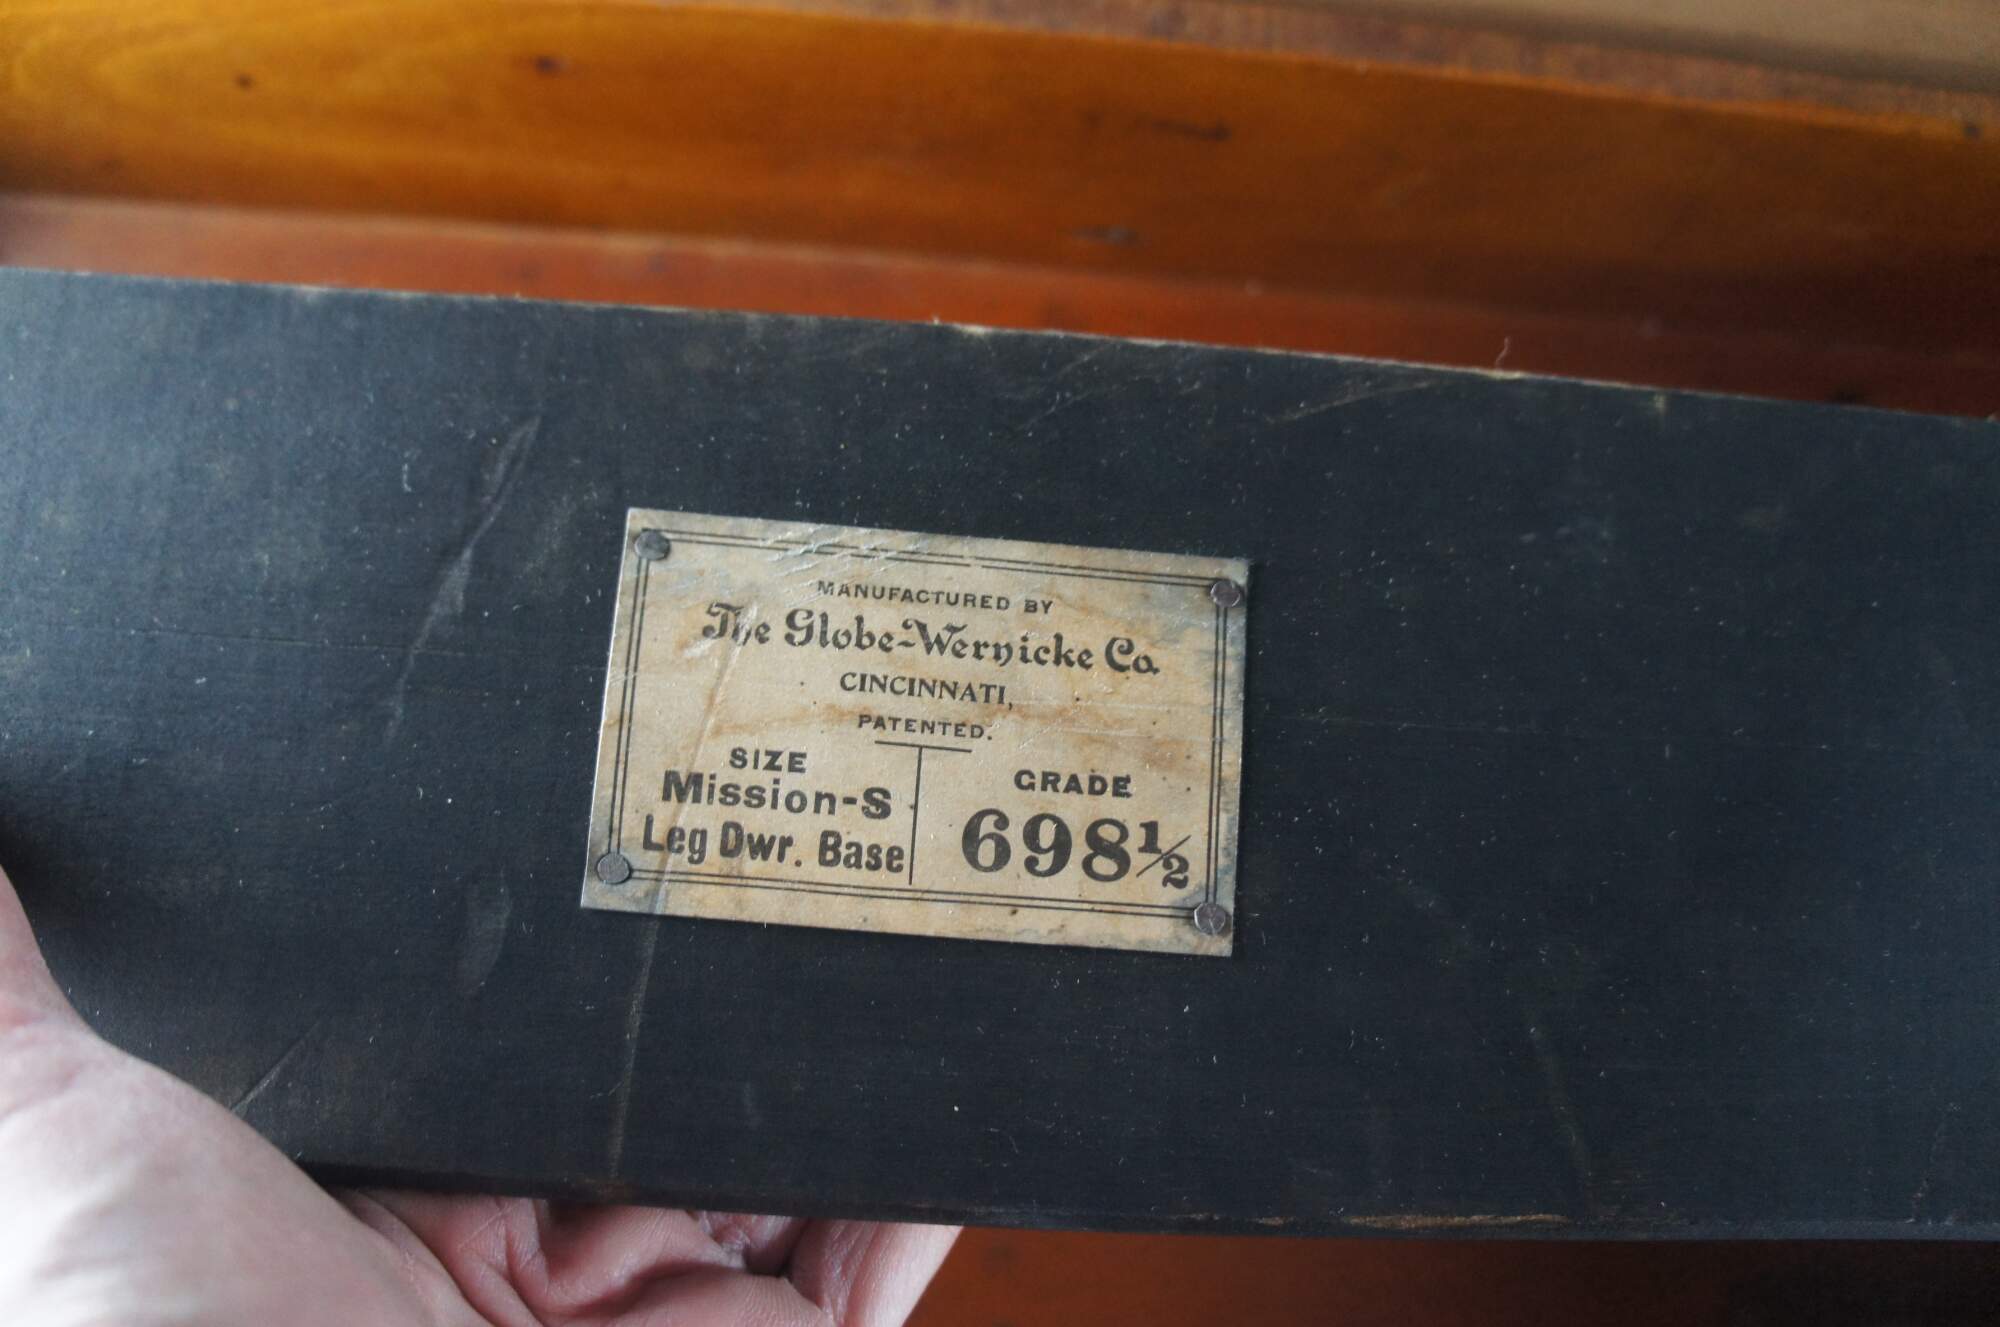 MANUFACTURED BY
The Globe-Wernicke Co.
CINCINNATI,
PATENTED.
SIZE
Mission-S
Leg Dwr. Base
GRADE
698½